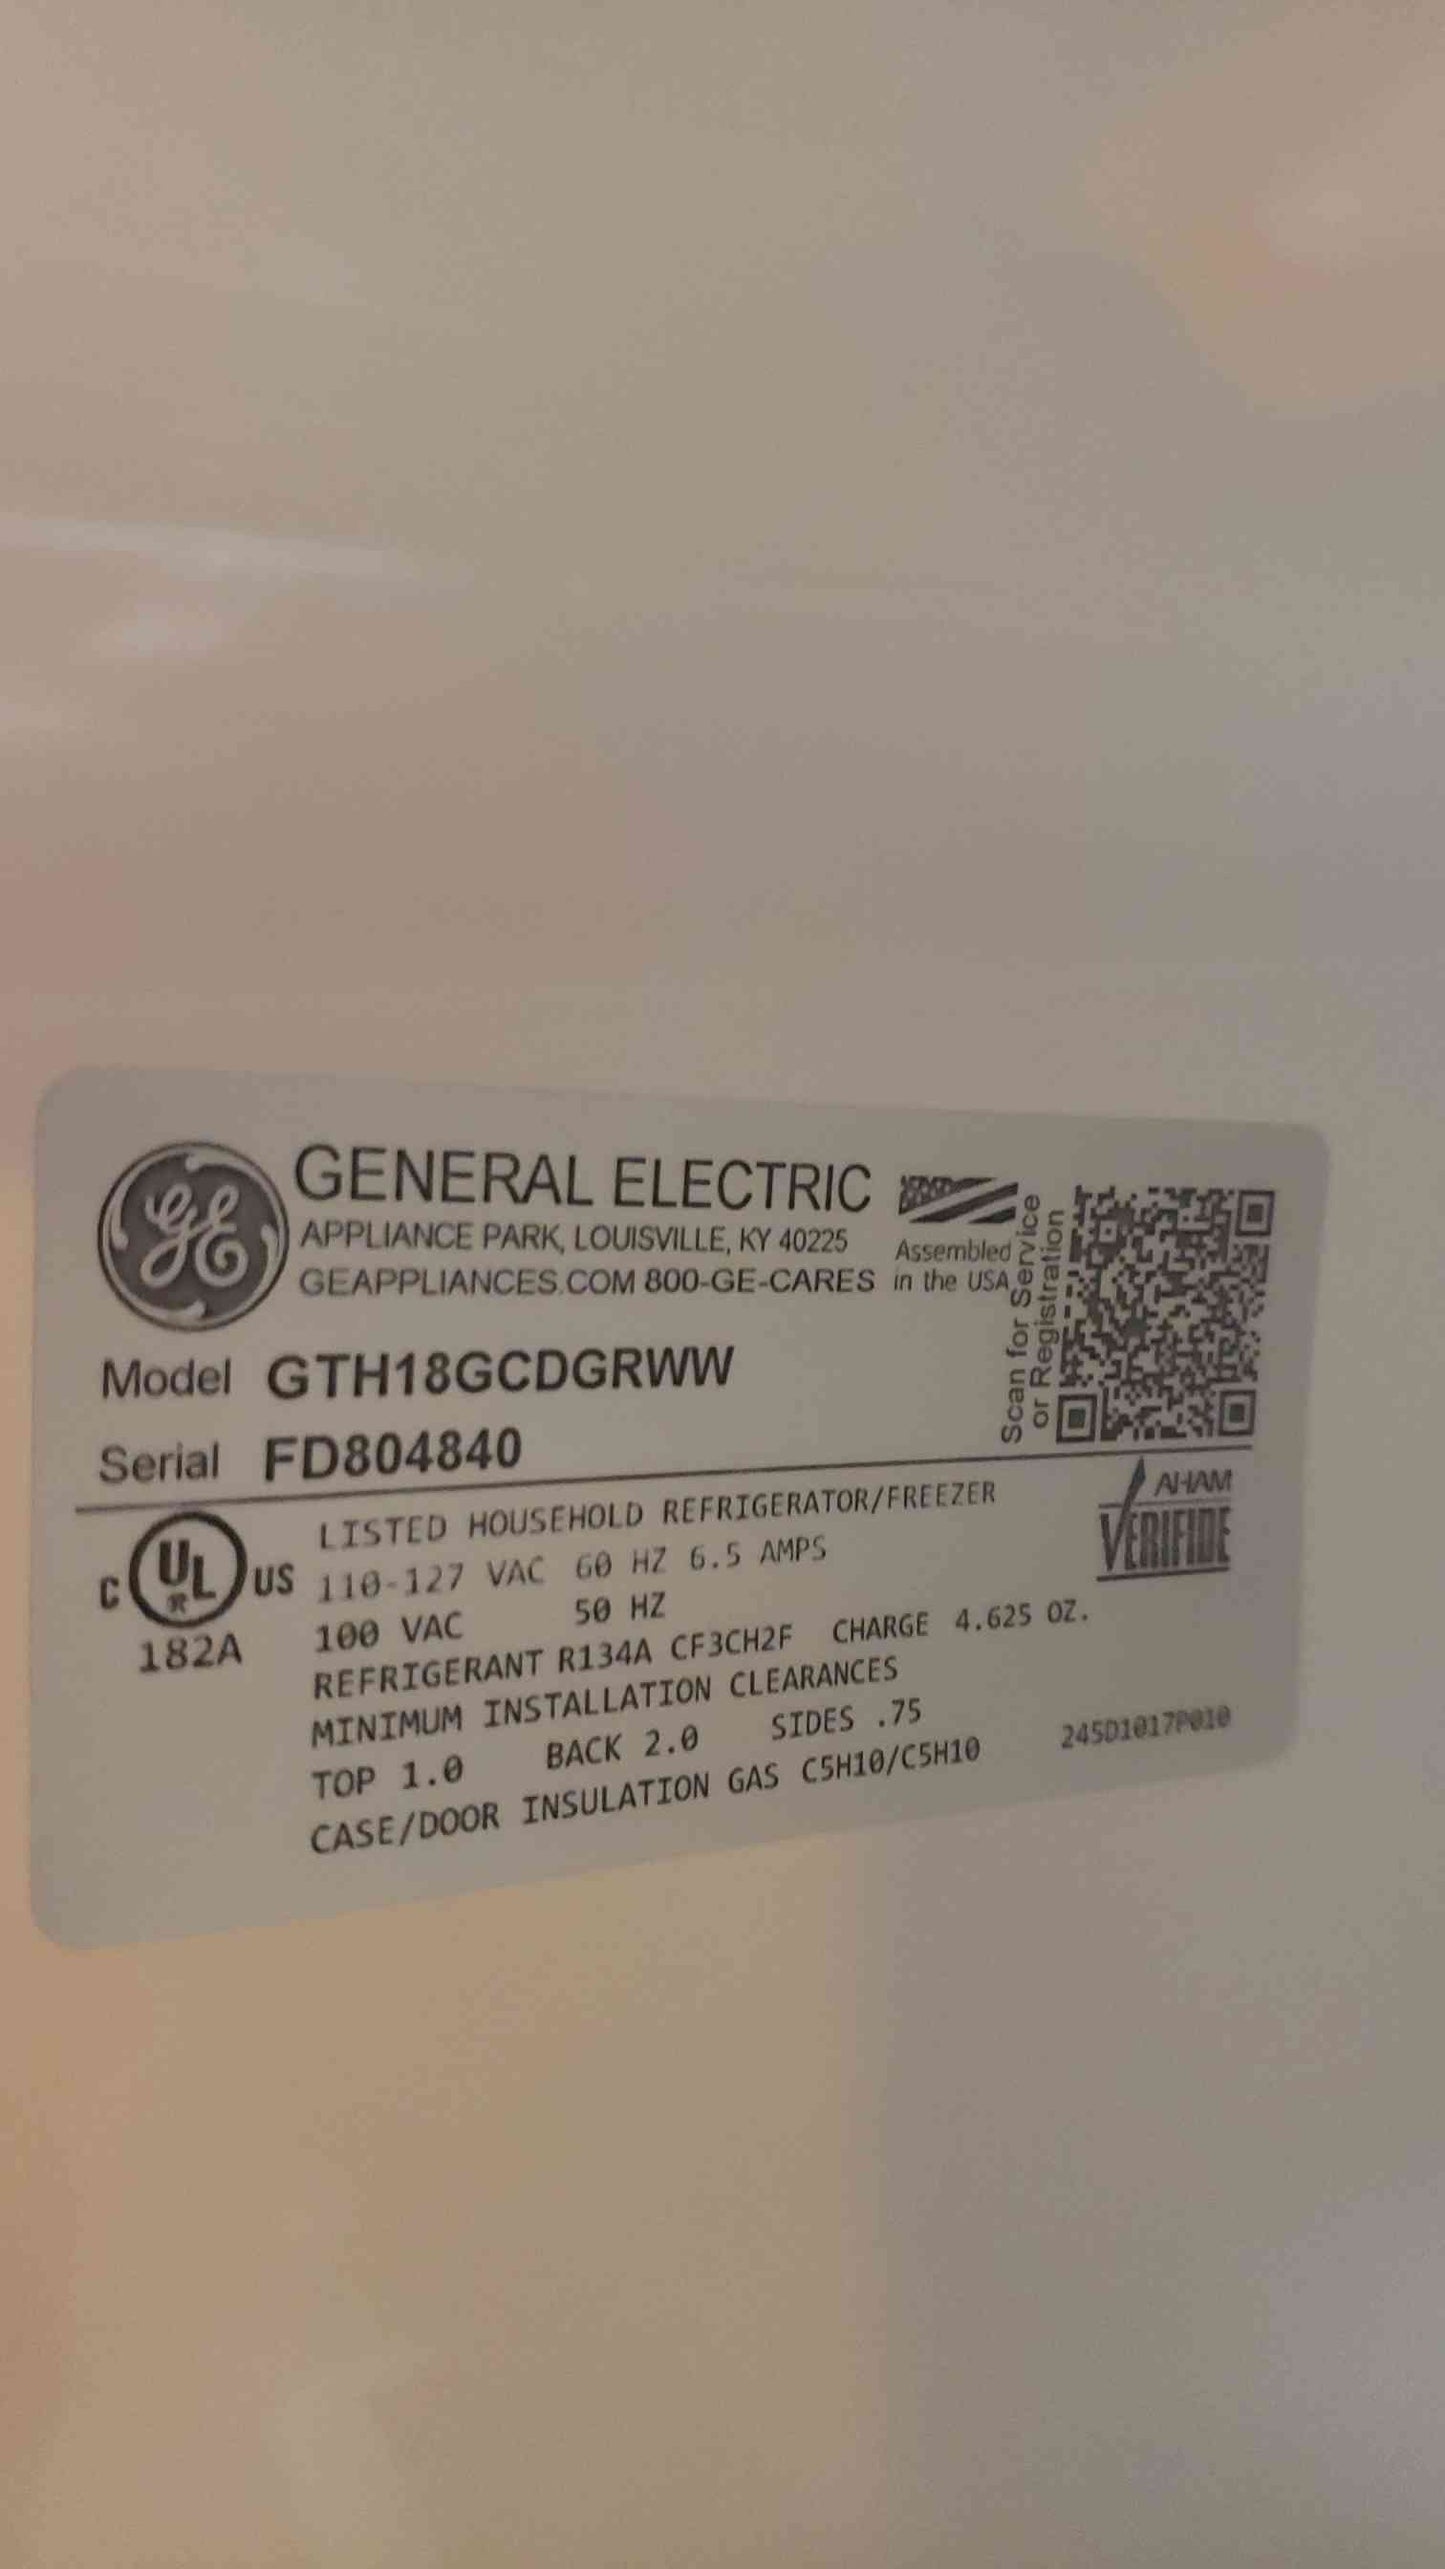 GE
GENERAL ELECTRIC
APPLIANCE PARK, LOUISVILLE, KY 40225
GEAPPLIANCES.COM 800-GE-CARES
Assembled
in the USA
Scan for Service
or Registration
Model GTH18GCDGRWW
Serial FD804840
C UL US
R
182A
LISTED HOUSEHOLD REFRIGERATOR/FREEZER
110-127 VAC 60 HZ 6.5 AMPS
100 VAC 50 HZ
REFRIGERANT R134A CF3CH2F CHARGE 4.625 OZ.
MINIMUM INSTALLATION CLEARANCES
TOP 1.0 BACK 2.0 SIDES .75
CASE/DOOR INSULATION GAS C5H10/C5H10
AHAM
VERIFIDE
245D1017P010